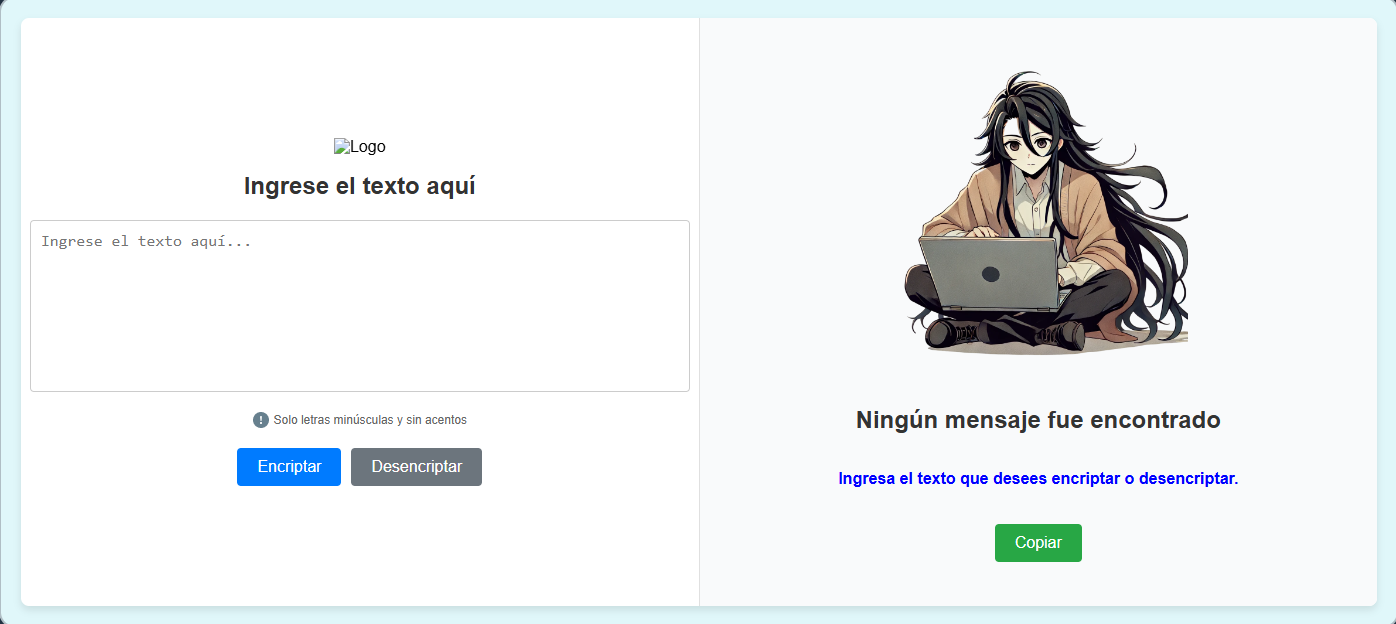 Logo
Ingrese el texto aquí
Ingrese el texto aquí...
Solo letras minúsculas y sin acentos
Encriptar
Desencriptar
Ningún mensaje fue encontrado
Ingresa el texto que desees encriptar o desencriptar.
Copiar